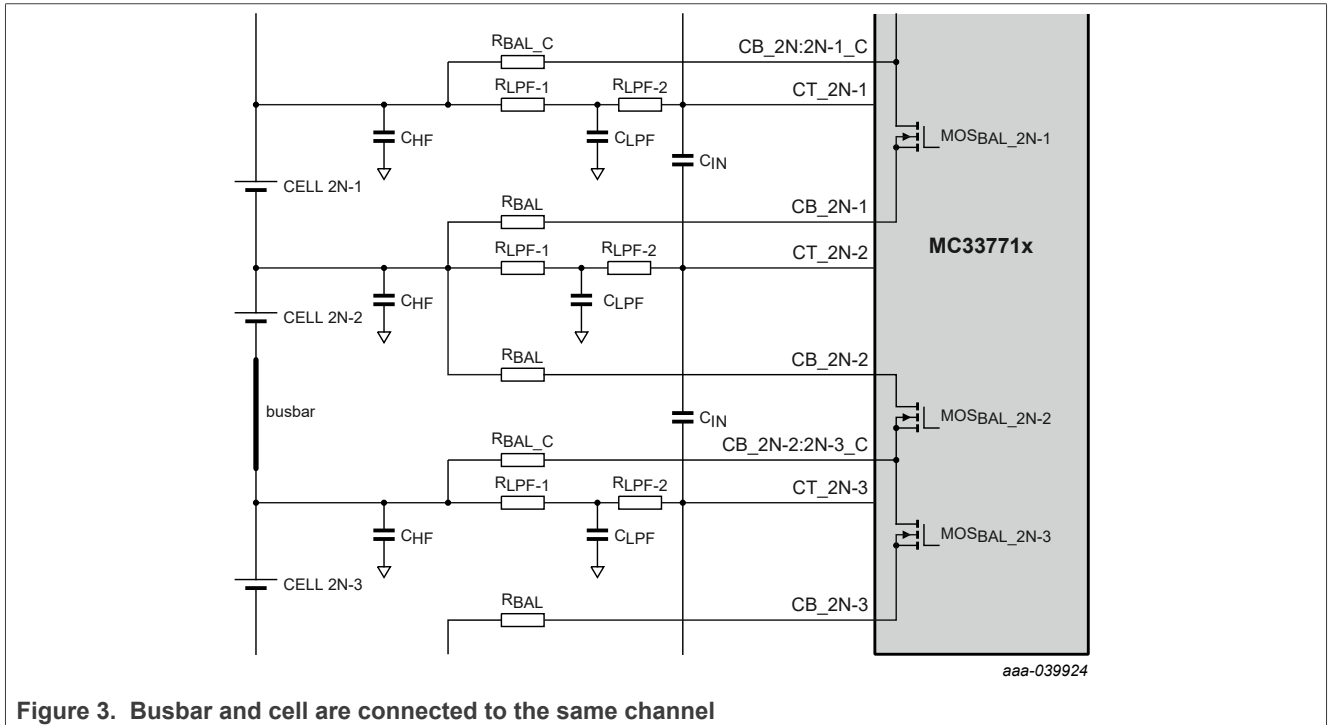 RBAL_C
CB_2N:2N-1_C
RLPF-1
RLPF-2
CT_2N-1
CHF
CLPF
MOSBAL_2N-1
CIN
CELL 2N-1
RBAL
CB_2N-1
RLPF-1
RLPF-2
CT_2N-2
MC33771x
CHF
CLPF
CELL 2N-2
RBAL
CB_2N-2
busbar
CIN
MOSBAL_2N-2
RBAL_C
CB_2N-2:2N-3_C
RLPF-1
RLPF-2
CT_2N-3
CHF
CLPF
MOSBAL_2N-3
CELL 2N-3
RBAL
CB_2N-3
aaa-039924
Figure 3. Busbar and cell are connected to the same channel